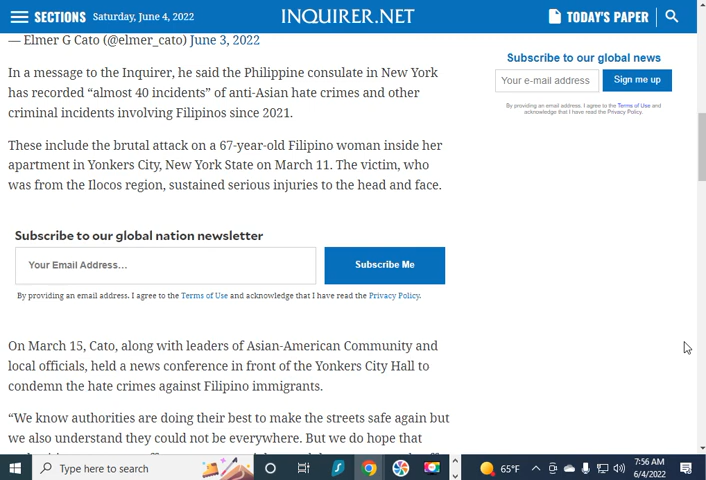 SECTIONS Saturday, June 4, 2022 INQUIRER.NET TODAY'S PAPER
— Elmer G Cato (@elmer_cato) June 3, 2022
In a message to the Inquirer, he said the Philippine consulate in New York
has recorded “almost 40 incidents” of anti-Asian hate crimes and other
criminal incidents involving Filipinos since 2021.
These include the brutal attack on a 67-year-old Filipino woman inside her
apartment in Yonkers City, New York State on March 11. The victim, who
was from the Ilocos region, sustained serious injuries to the head and face.
Subscribe to our global nation newsletter
Your Email Address...
Subscribe Me
By providing an email address. I agree to the Terms of Use and acknowledge that I have read the Privacy Policy.
On March 15, Cato, along with leaders of Asian-American Community and
local officials, held a news conference in front of the Yonkers City Hall to
condemn the hate crimes against Filipino immigrants.
“We know authorities are doing their best to make the streets safe again but
we also understand they could not be everywhere. But we do hope that
Subscribe to our global news
Your e-mail address
Sign me up
By providing an email address, I agree to the Terms of Use and
acknowledge that I have read the Privacy Policy.
Type here to search
65°F
7:56 AM
6/4/2022